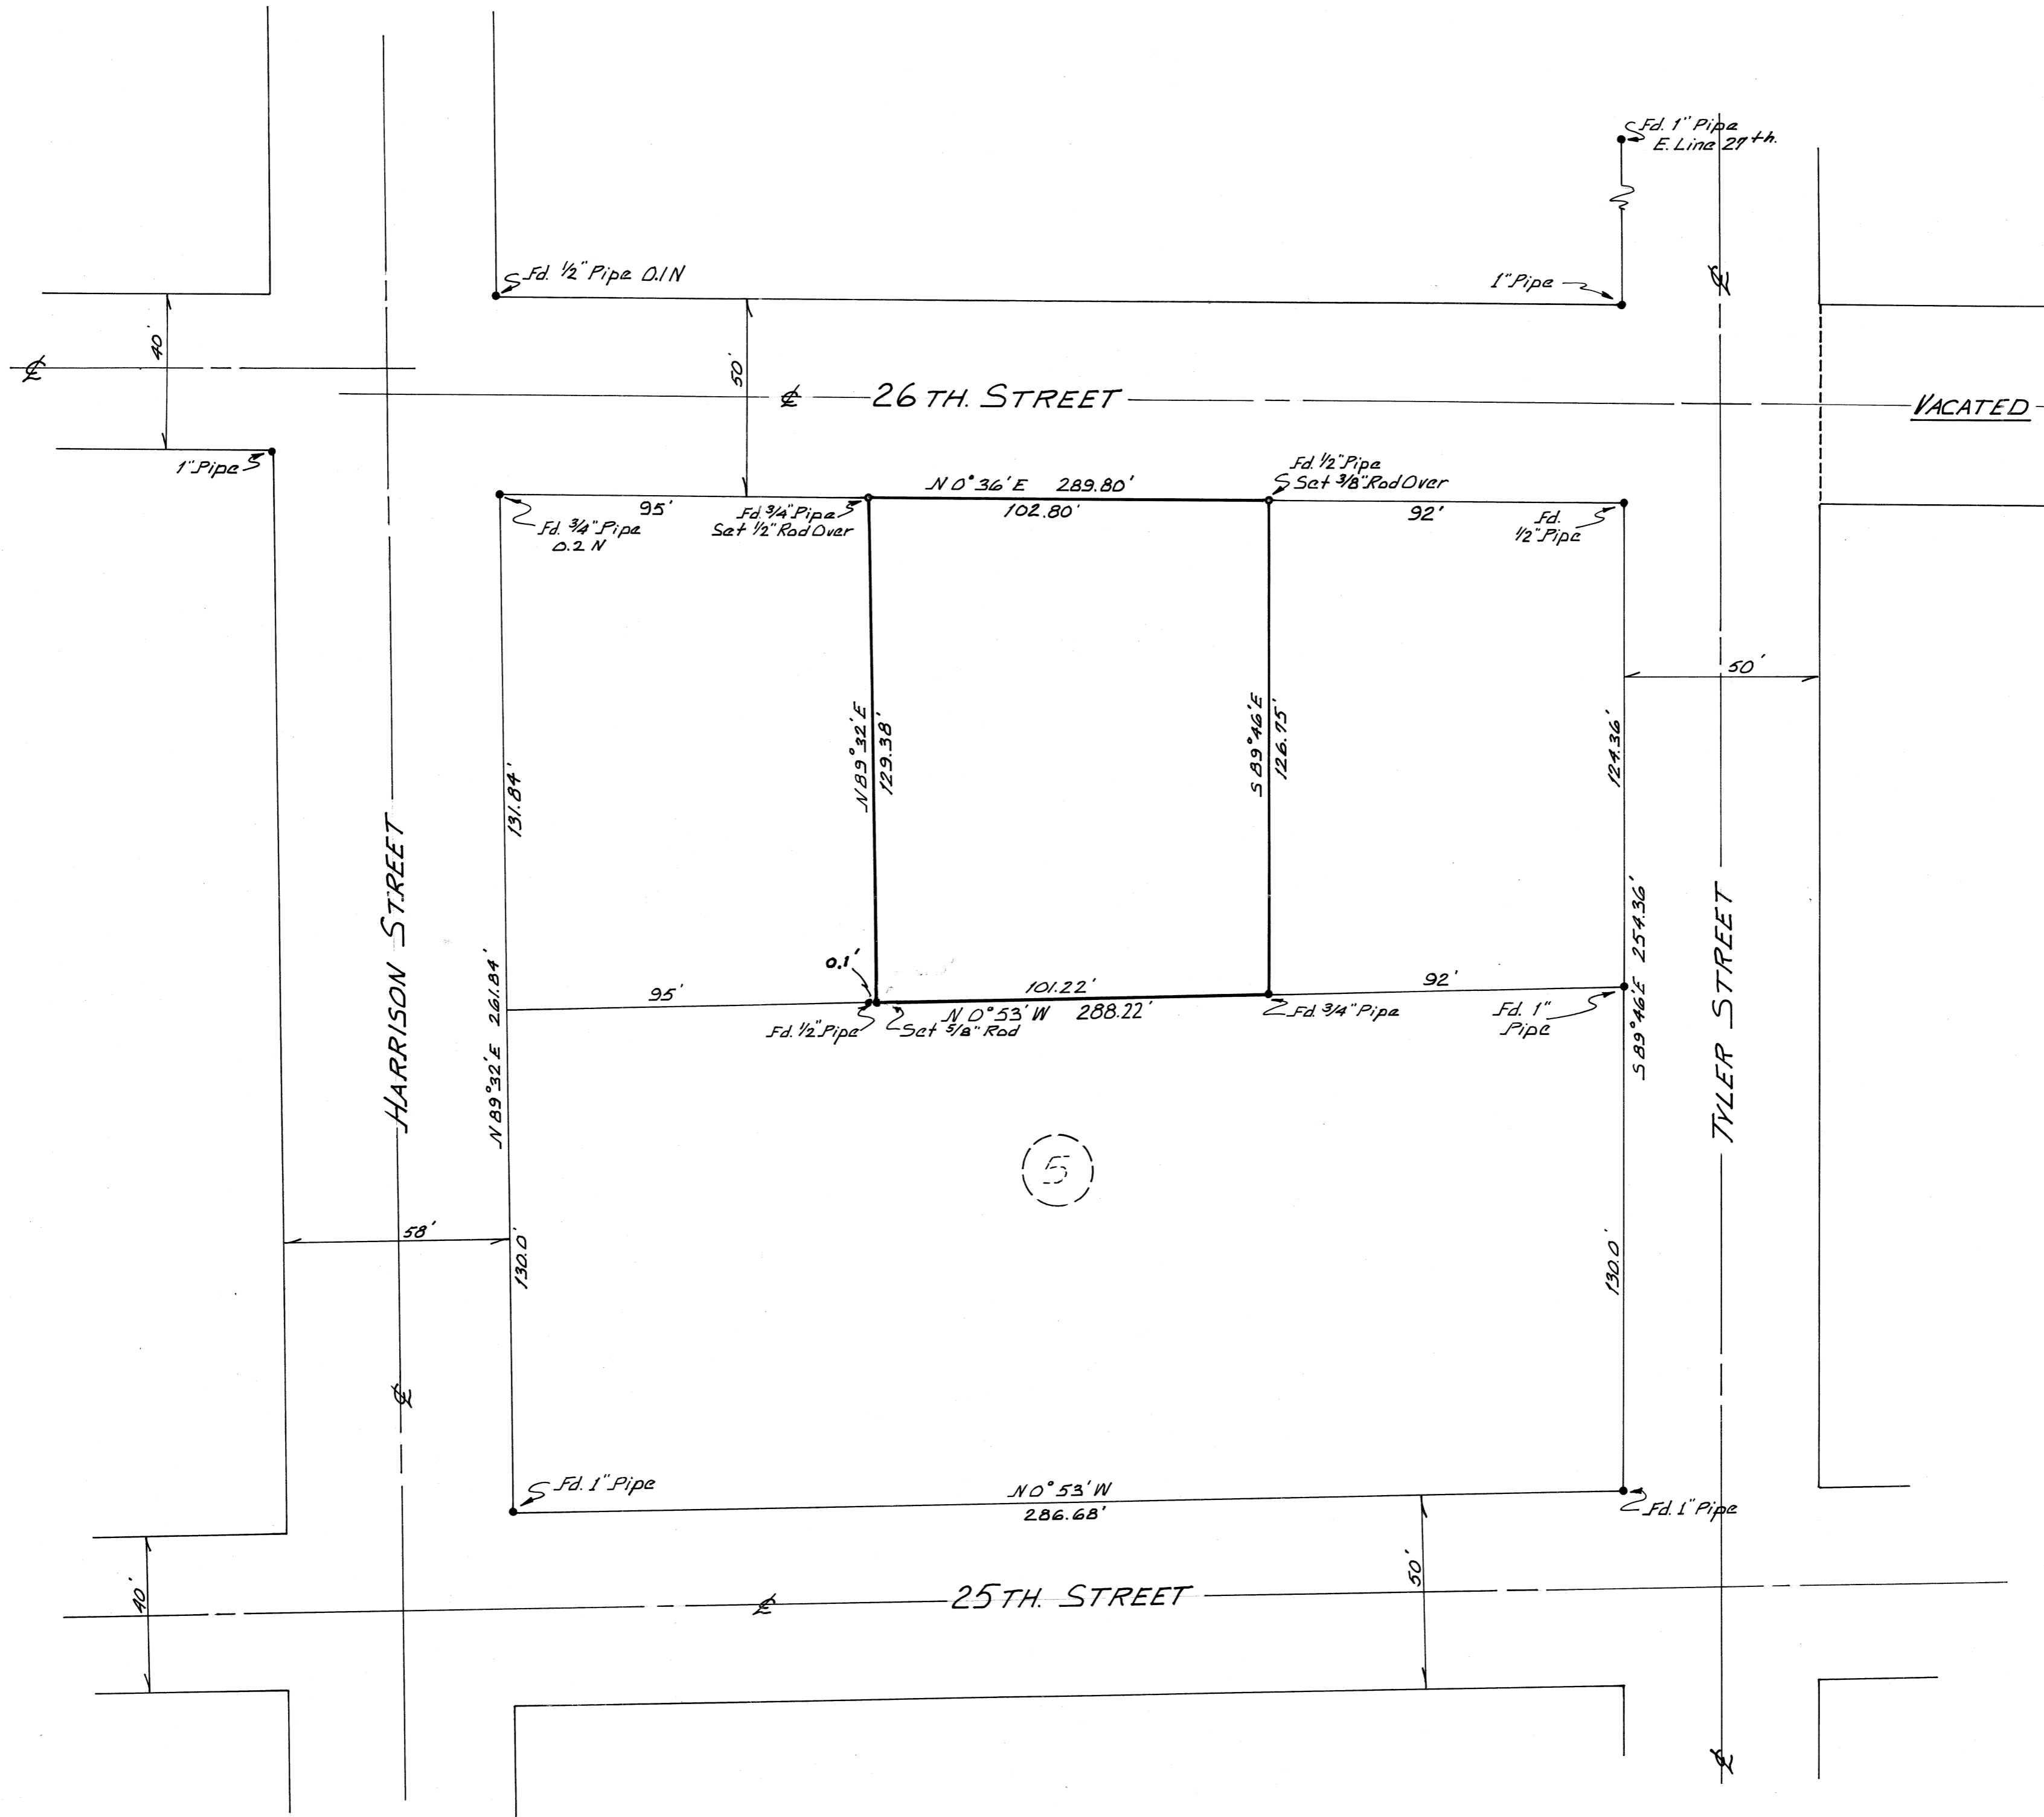 Fd. 1" Pipe
E. Line 27th.
Fd. 1/2" Pipe 0.1N
1" Pipe
℄
40'
50'
℄
℄
26TH. STREET
VACATED
1" Pipe
Fd. 1/2" Pipe
Set 3/8" Rod Over
N 0°36'E 289.80'
95'
102.80'
92'
Fd. 3/4" Pipe
0.2 N
Fd. 3/4" Pipe
Set 1/2" Rod Over
Fd.
1/2" Pipe
50'
N 89°32'E
129.38'
S 89°46'E
126.75'
124.36'
131.84'
HARRISON STREET
N 89°32'E 261.84'
S 89°46'E 254.36'
TYLER STREET
0.1'
95'
101.22'
92'
N 0°53'W 288.22'
Fd. 1/2" Pipe
Set 5/8" Rod
Fd. 3/4" Pipe
Fd. 1"
Pipe
5
58'
130.0'
130.0'
℄
Fd. 1" Pipe
N 0°53'W
286.68'
Fd. 1" Pipe
40'
50'
℄
25TH. STREET
℄